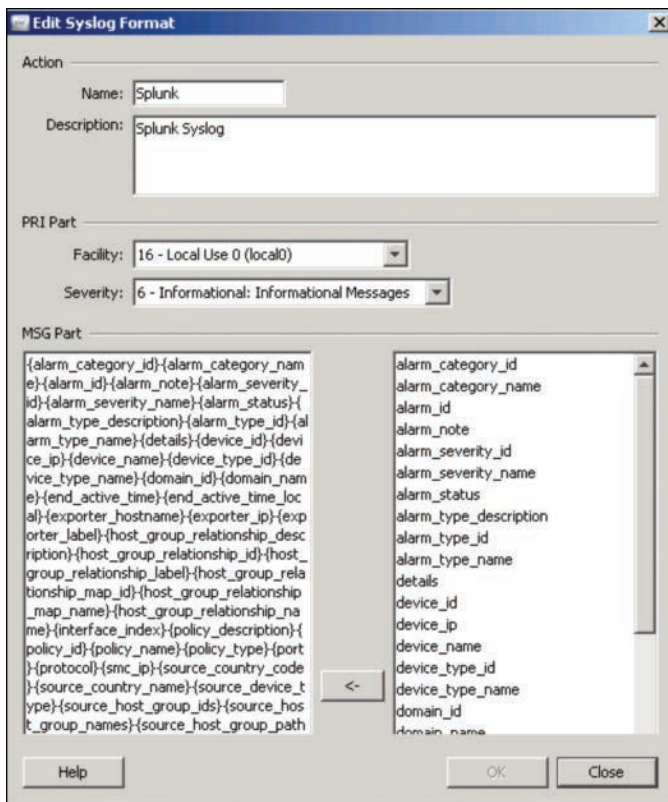 Edit Syslog Format
Action
Name: Splunk
Description: Splunk Syslog
PRI Part
Facility: 16 - Local Use 0 (local0)
Severity: 6 - Informational: Informational Messages
MSG Part
{alarm_category_id}{alarm_category_nam
e}{alarm_id}{alarm_note}{alarm_severity_
id}{alarm_severity_name}{alarm_status}{
alarm_type_description}{alarm_type_id}{al
arm_type_name}{details}{device_id}{devi
ce_ip}{device_name}{device_type_id}{de
vice_type_name}{domain_id}{domain_nam
e}{end_active_time}{end_active_time_loc
al}{exporter_hostname}{exporter_ip}{exp
orter_label}{host_group_relationship_desc
ription}{host_group_relationship_id}{host_
group_relationship_label}{host_group_rela
tionship_map_id}{host_group_relationship
_map_name}{host_group_relationship_na
me}{interface_index}{policy_description}{
policy_id}{policy_name}{policy_type}{port
}{protocol}{smc_ip}{source_country_code
}{source_country_name}{source_device_t
ype}{source_host_group_ids}{source_hos
t_group_names}{source_host_group_path
<-
alarm_category_id
alarm_category_name
alarm_id
alarm_note
alarm_severity_id
alarm_severity_name
alarm_status
alarm_type_description
alarm_type_id
alarm_type_name
details
device_id
device_ip
device_name
device_type_id
device_type_name
domain_id
domain_name
Help
OK
Close